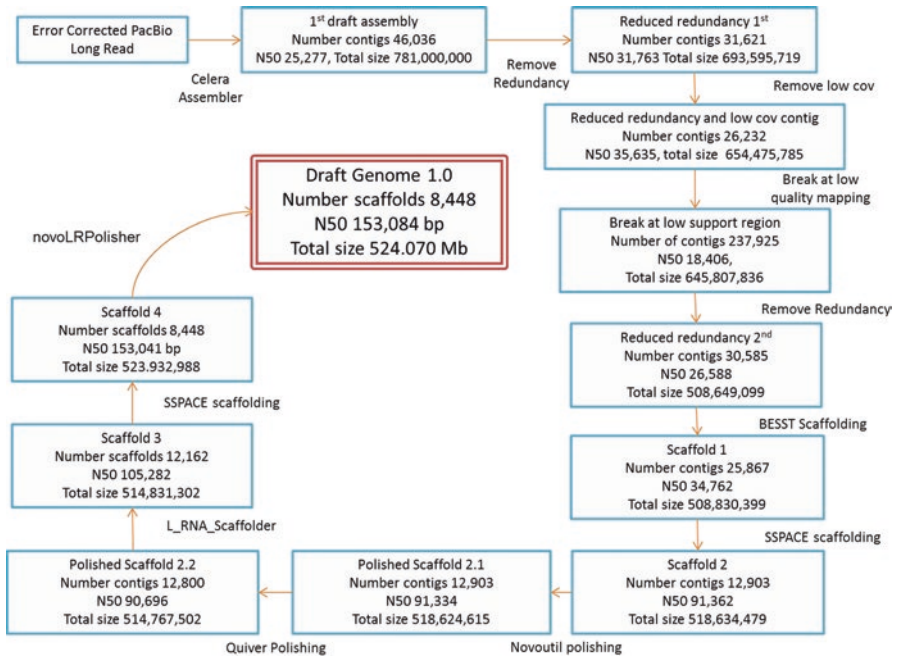 Error Corrected PacBio
Long Read
Celera
Assembler
1st draft assembly
Number contigs 46,036
N50 25,277, Total size 781,000,000
Remove
Redundancy
Reduced redundancy 1st
Number contigs 31,621
N50 31,763 Total size 693,595,719
Remove low cov
Reduced redundancy and low cov contig
Number contigs 26,232
N50 35,635, total size 654,475,785
Break at low
quality mapping
Break at low support region
Number of contigs 237,925
N50 18,406,
Total size 645,807,836
Remove Redundancy
Reduced redundancy 2nd
Number contigs 30,585
N50 26,588
Total size 508,649,099
BESST Scaffolding
Scaffold 1
Number contigs 25,867
N50 34,762
Total size 508,830,399
SSPACE scaffolding
Scaffold 2
Number contigs 12,903
N50 91,362
Total size 518,634,479
Novoutil polishing
Polished Scaffold 2.1
Number contigs 12,903
N50 91,334
Total size 518,624,615
Quiver Polishing
Polished Scaffold 2.2
Number contigs 12,800
N50 90,696
Total size 514,767,502
L_RNA_Scaffolder
Scaffold 3
Number scaffolds 12,162
N50 105,282
Total size 514,831,302
SSPACE scaffolding
Scaffold 4
Number scaffolds 8,448
N50 153,041 bp
Total size 523.932,988
novoLRPolisher
Draft Genome 1.0
Number scaffolds 8,448
N50 153,084 bp
Total size 524.070 Mb